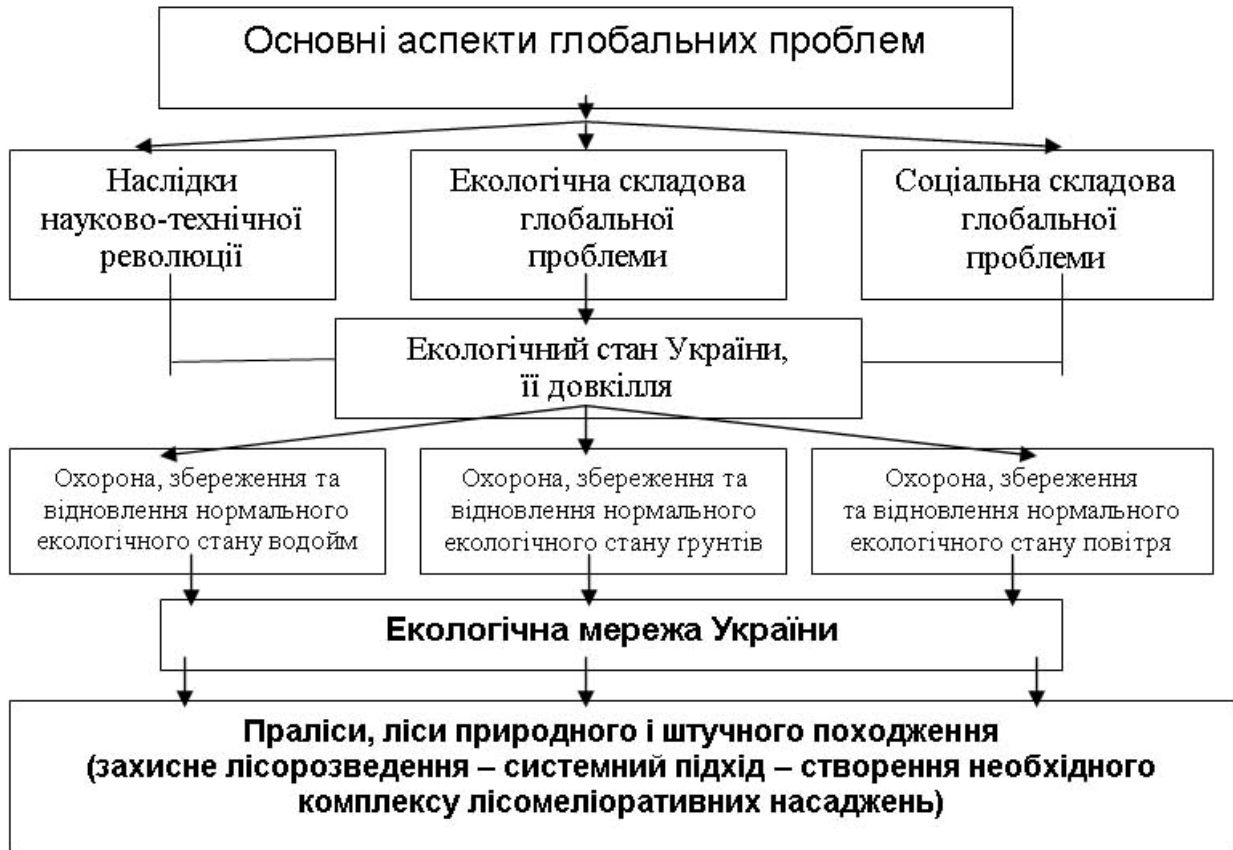 Основні аспекти глобальних проблем
Наслідки
науково-технічної
революції
Екологічна складова
глобальної
проблеми
Соціальна складова
глобальної
проблеми
Екологічний стан України,
її довкілля
Охорона, збереження та
відновлення нормального
екологічного стану водойм
Охорона, збереження та
відновлення нормального
екологічного стану ґрунтів
Охорона, збереження
та відновлення нормального
екологічного стану повітря
Екологічна мережа України
Праліси, ліси природного і штучного походження
(захисне лісорозведення – системний підхід – створення необхідного
комплексу лісомеліоративних насаджень)